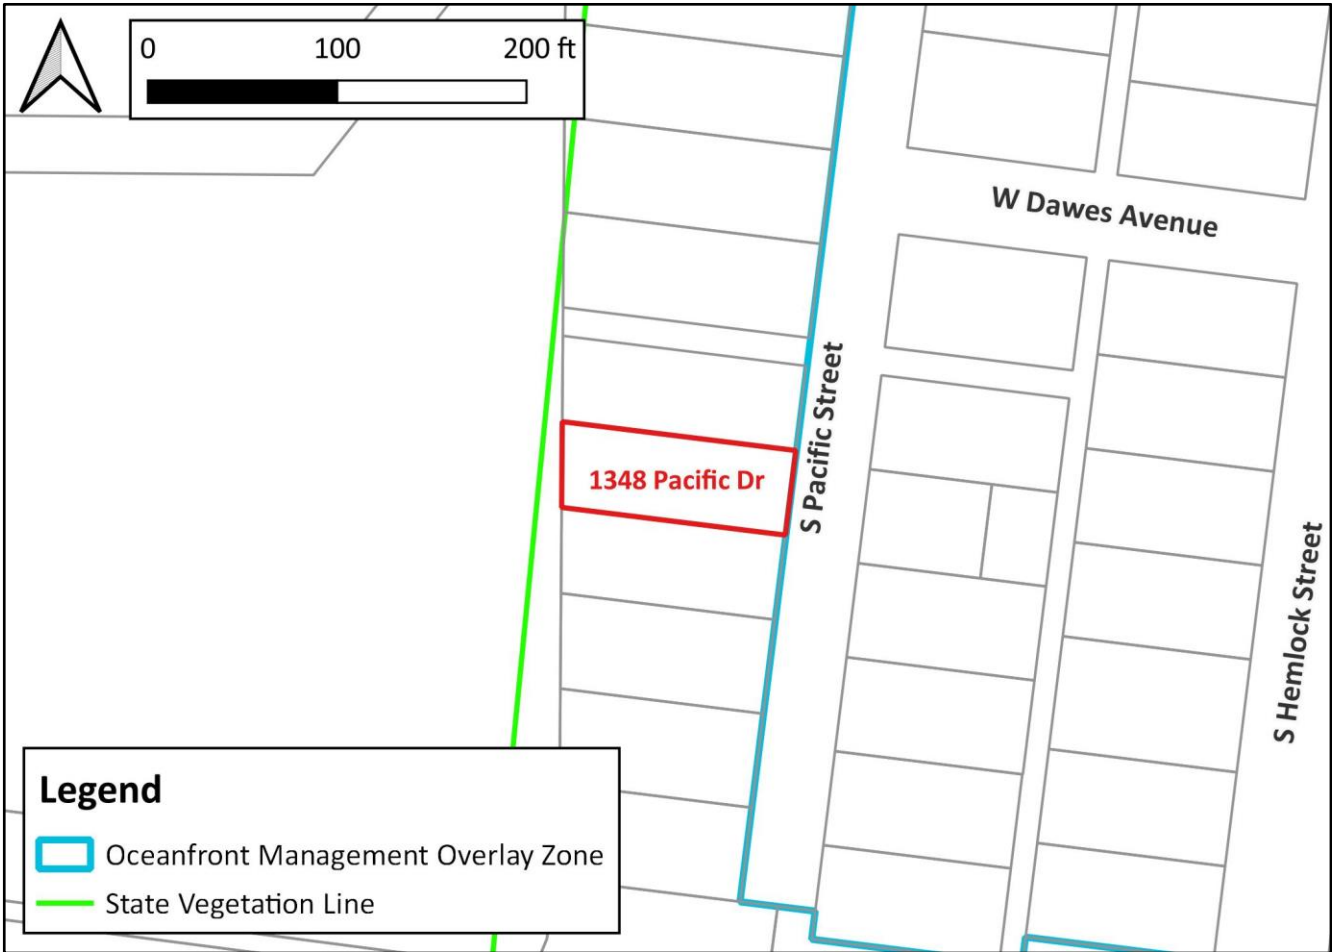 0 100 200 ft
W Dawes Avenue
S Pacific Street
1348 Pacific Dr
S Hemlock Street
Legend
Oceanfront Management Overlay Zone
State Vegetation Line